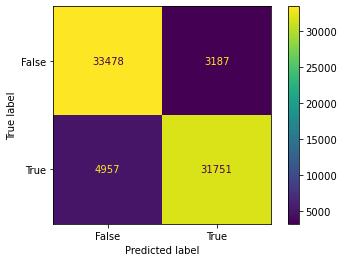 True label
False
33478
3187
True
4957
31751
False
True
Predicted label
30000
25000
20000
15000
10000
5000